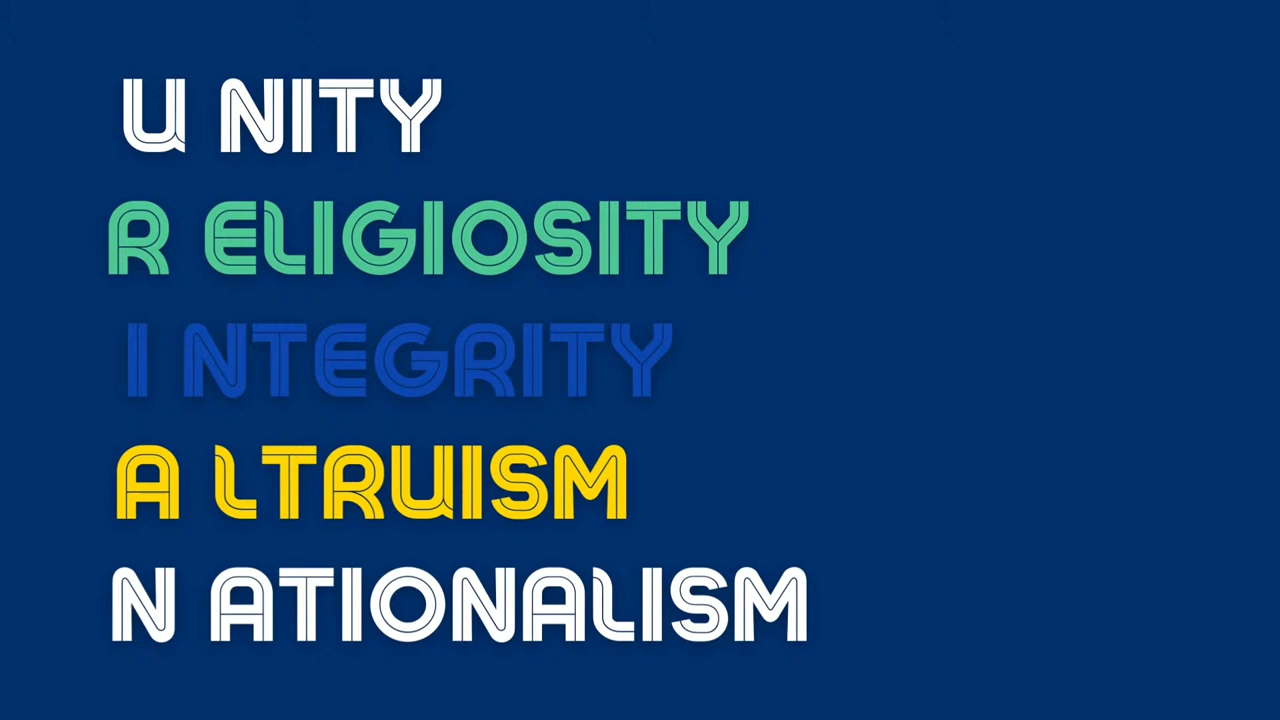 U NITY
R ELIGIOSITY
I NTEGRITY
A LTRUISM
N ATIONALISM